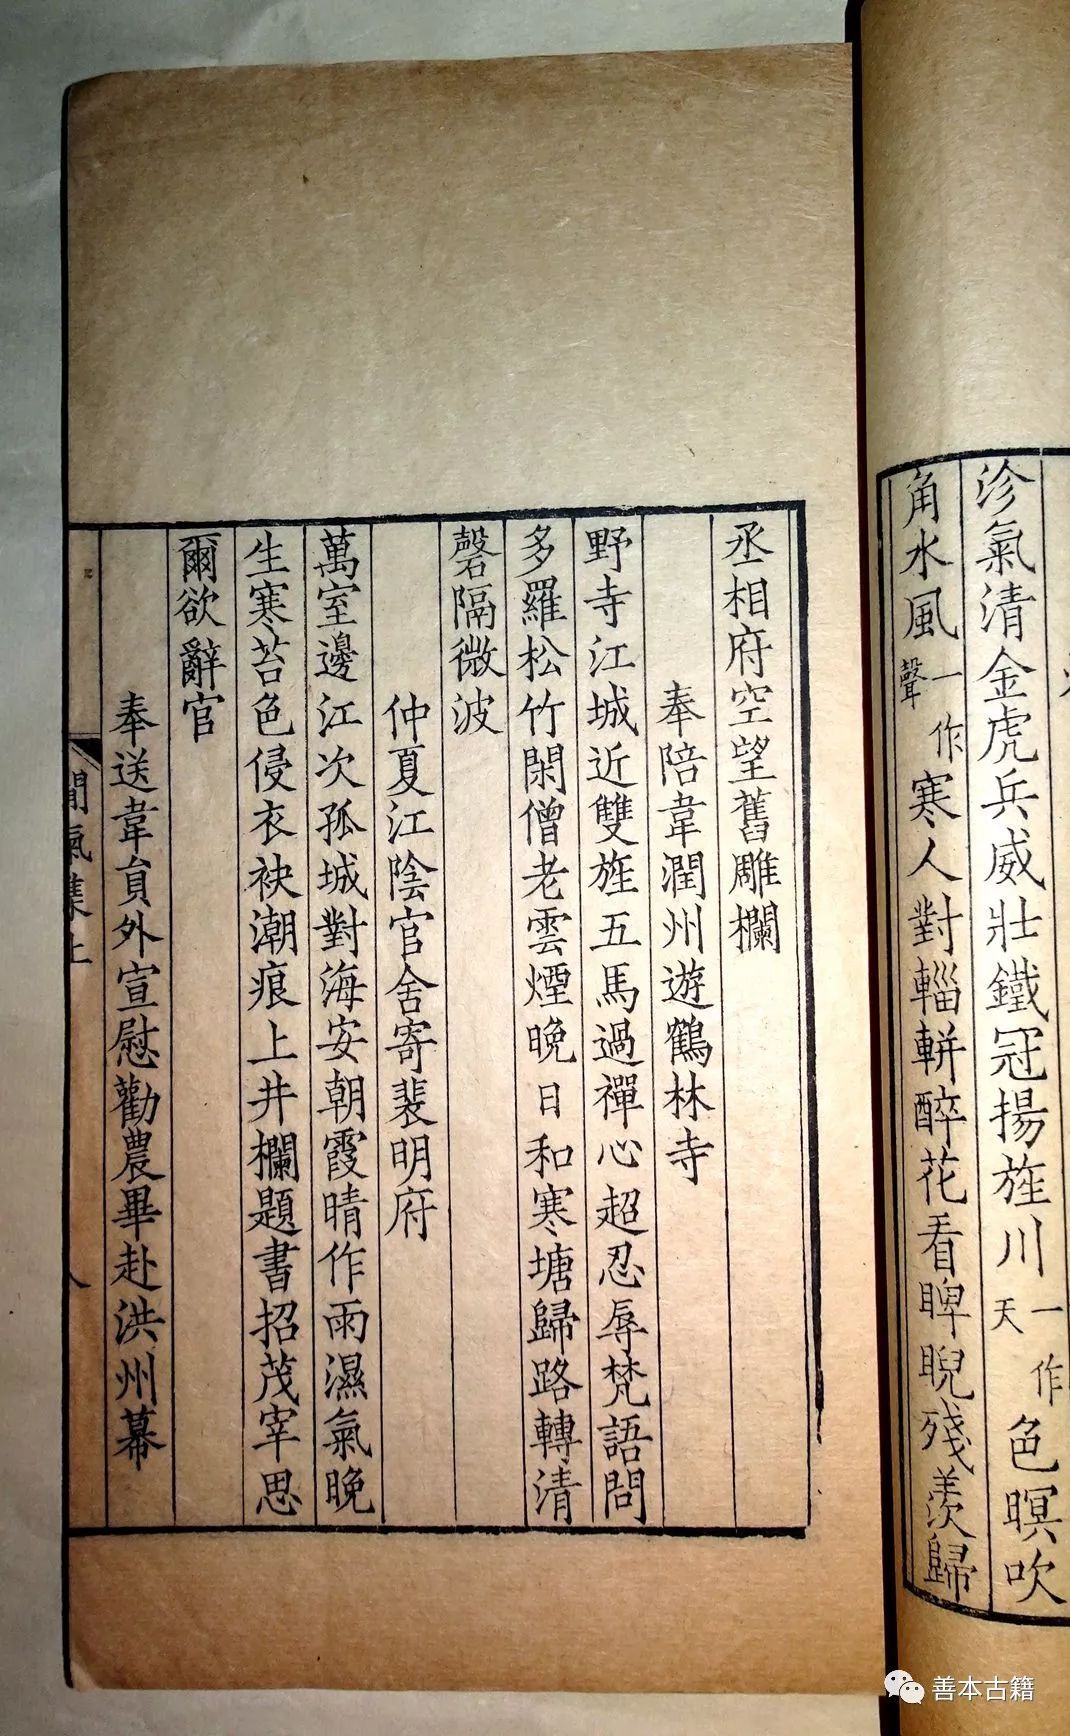 沴氣清金虎兵威壯鐵冠揚旌川一作天色暝吹
角水風一作聲寒人對輜軿醉花看睥睨殘羨歸
丞相府空望舊雕欄
奉陪韋潤州遊鶴林寺
野寺江城近雙旌五馬過禪心超忍辱梵語問
多羅松竹閑僧老雲煙晚日和寒塘歸路轉清
磬隔微波
仲夏江陰官舍寄裴明府
萬室邊江次孤城對海安朝霞晴作雨濕氣晚
生寒苔色侵衣袂潮痕上井欄題書招茂宰思
爾欲辭官
奉送韋員外宣慰勸農畢赴洪州幕
間氣集上
善本古籍